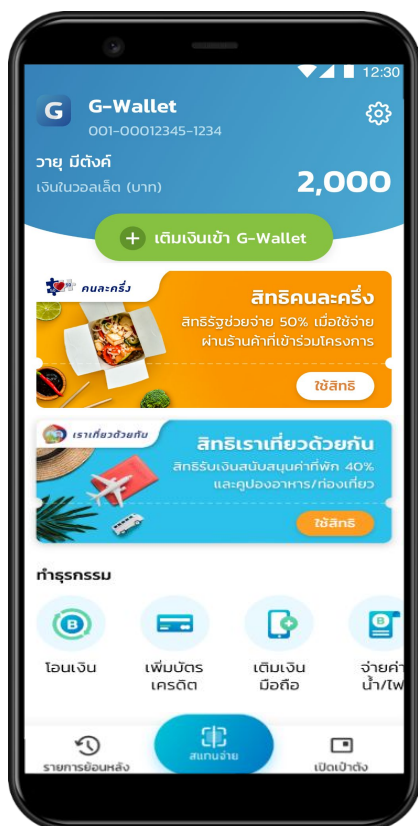 12:30
G
G-Wallet
001-00012345-1234
วายุ มีตังค์
เงินในวอลเล็ต (บาท)
2,000
+ เติมเงินเข้า G-Wallet
คนละครึ่ง
สิทธิคนละครึ่ง
สิทธิรัฐช่วยจ่าย 50% เมื่อใช้จ่าย
ผ่านร้านค้าที่เข้าร่วมโครงการ
ใช้สิทธิ
เราเที่ยวด้วยกัน
สิทธิเราเที่ยวด้วยกัน
สิทธิรับเงินสนับสนุนค่าที่พัก 40%
และคูปองอาหาร/ท่องเที่ยว
ใช้สิทธิ
ทำธุรกรรม
โอนเงิน
เพิ่มบัตร
เครดิต
เติมเงิน
มือถือ
จ่ายค่า
น้ำ/ไฟ
รายการย้อนหลัง
สแกนจ่าย
เปิดเป๋าตัง